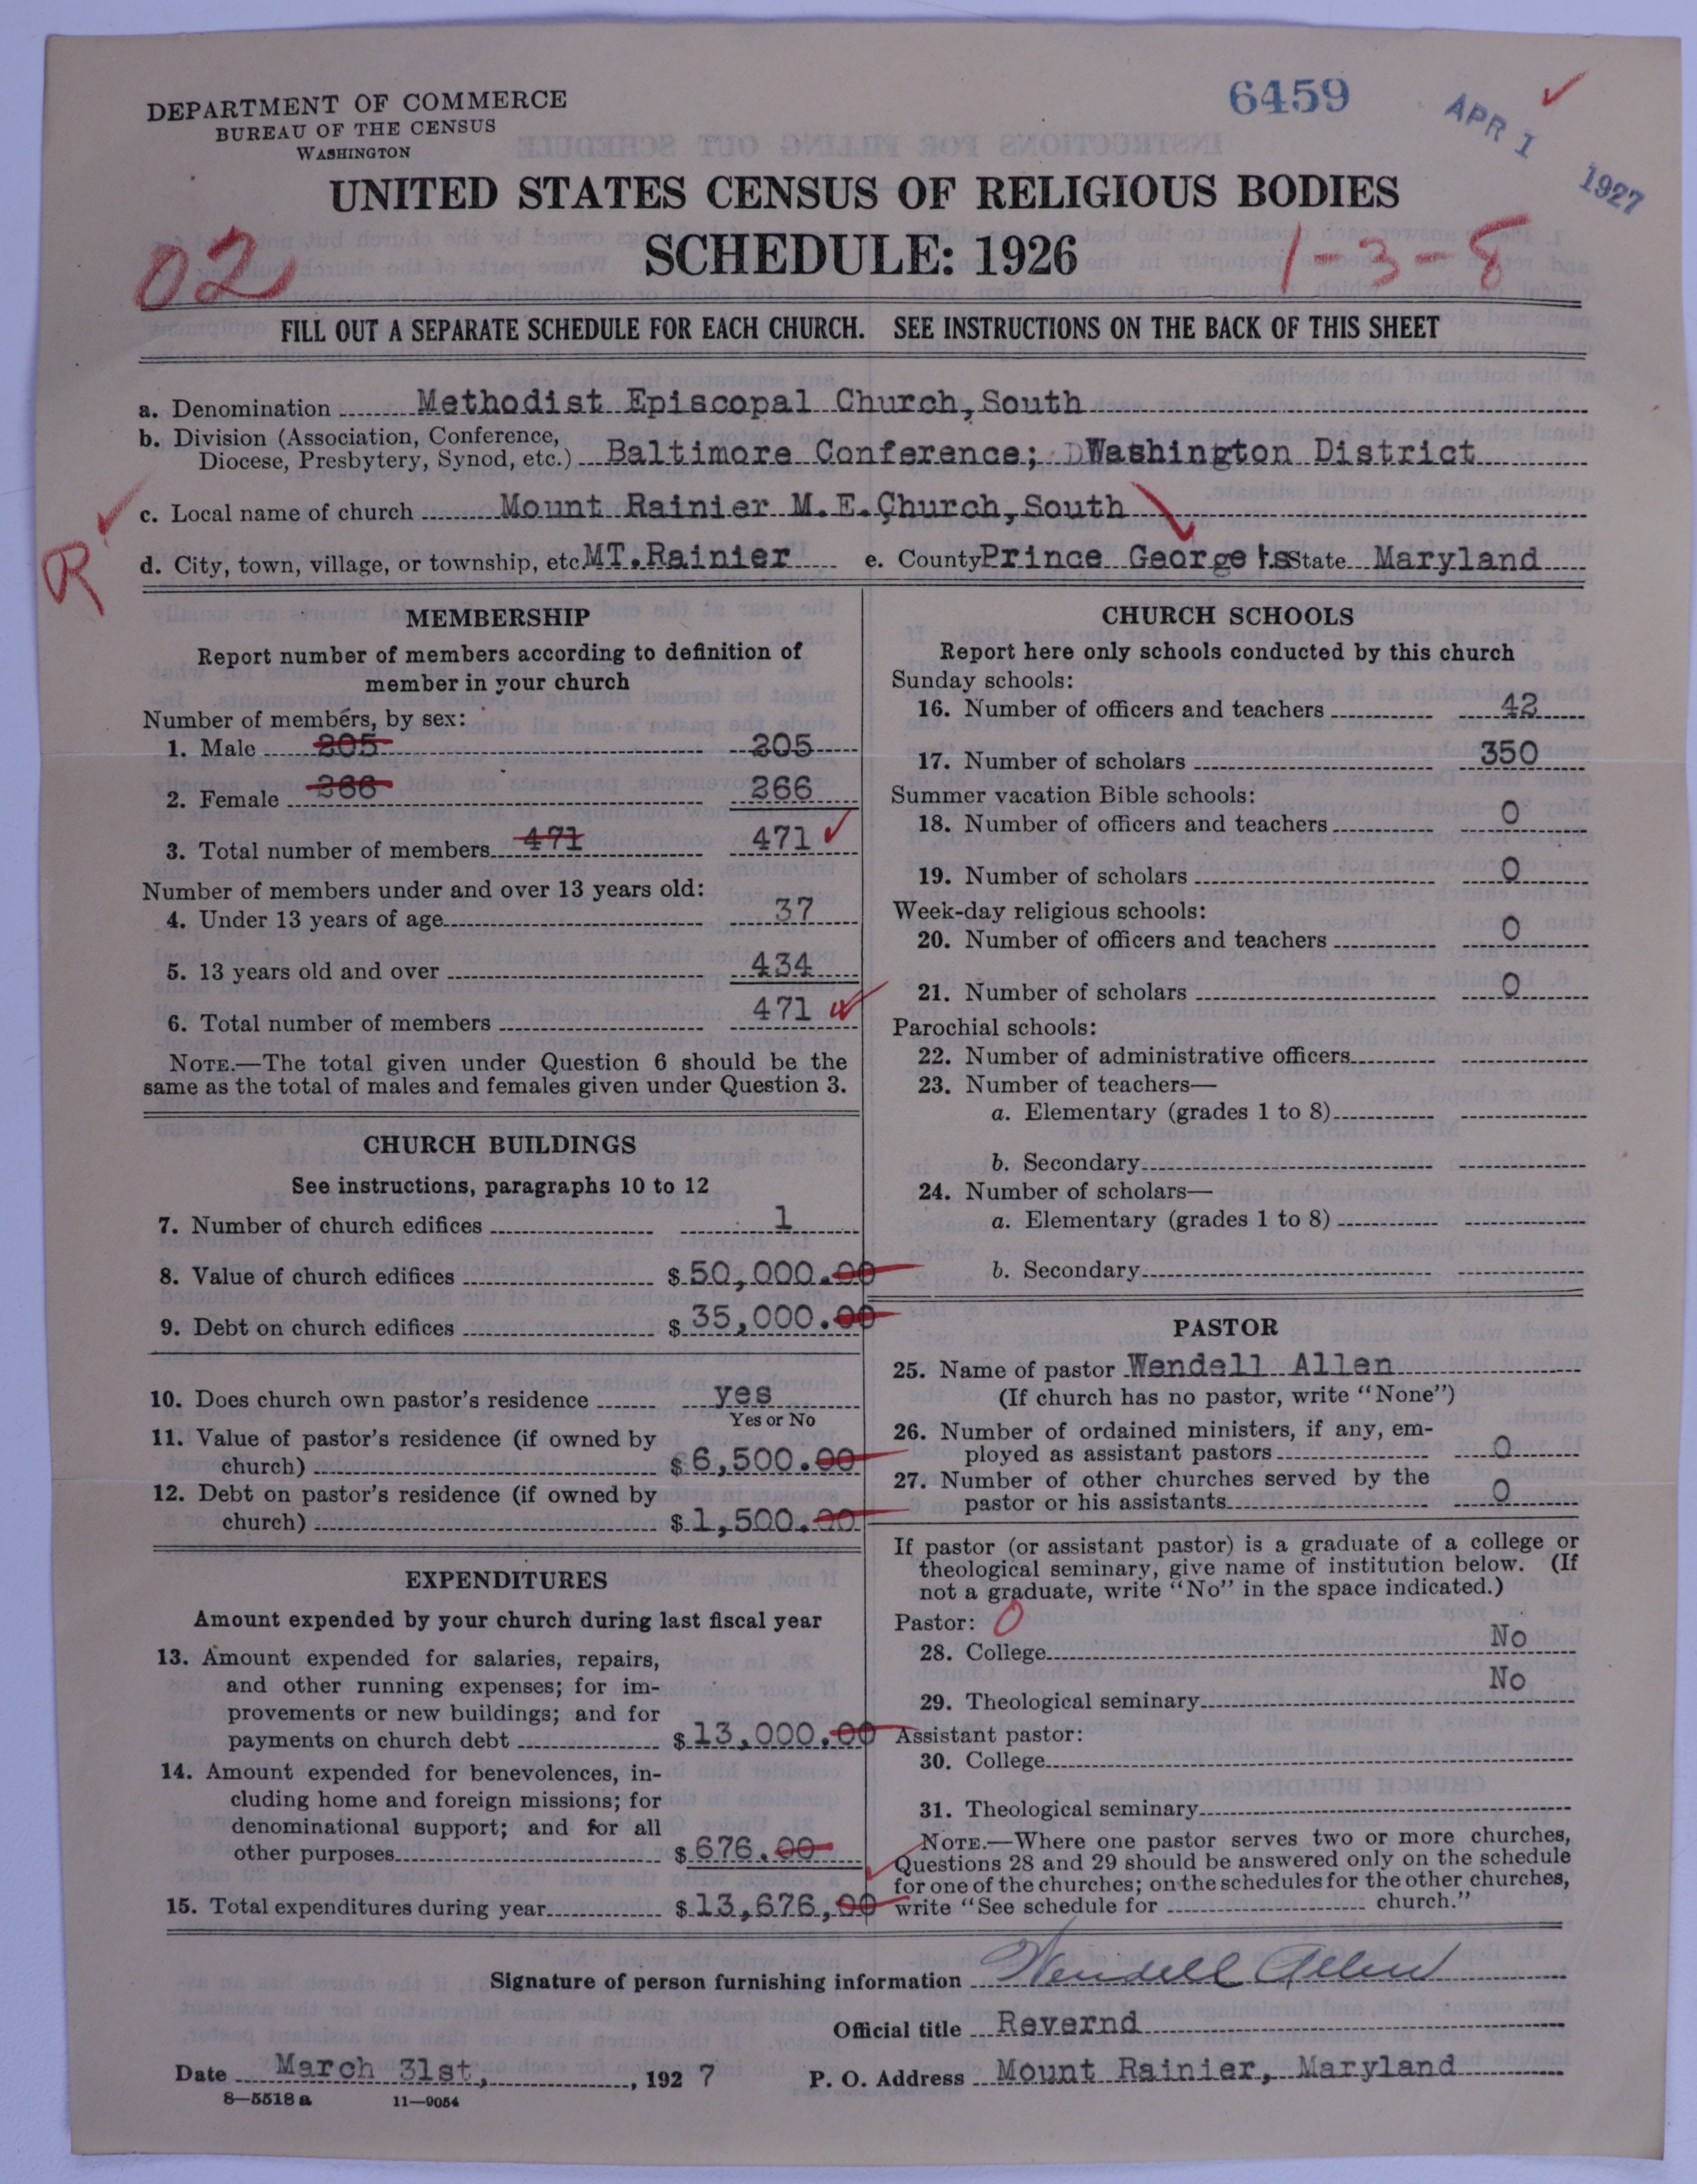 DEPARTMENT OF COMMERCE
BUREAU OF THE CENSUS
WASHINGTON
6459
APR 1 1927
UNITED STATES CENSUS OF RELIGIOUS BODIES
02
SCHEDULE: 1926
1-3-8
FILL OUT A SEPARATE SCHEDULE FOR EACH CHURCH. SEE INSTRUCTIONS ON THE BACK OF THIS SHEET
a. Denomination Methodist Episcopal Church, South
b. Division (Association, Conference,
Diocese, Presbytery, Synod, etc.) Baltimore Conference; Washington District
c. Local name of church Mount Rainier M.E. Church, South
R
d. City, town, village, or township, etc. MT. Rainier e. County Prince George's State Maryland
MEMBERSHIP
Report number of members according to definition of
member in your church
Number of members, by sex:
1. Male 205 205
2. Female 266 266
3. Total number of members 471 471
Number of members under and over 13 years old:
4. Under 13 years of age 37
5. 13 years old and over 434
6. Total number of members 471
NOTE.—The total given under Question 6 should be the
same as the total of males and females given under Question 3.
CHURCH BUILDINGS
See instructions, paragraphs 10 to 12
7. Number of church edifices 1
8. Value of church edifices $ 50,000.00
9. Debt on church edifices $ 35,000.00
10. Does church own pastor's residence yes
Yes or No
11. Value of pastor's residence (if owned by
church) $ 6,500.00
12. Debt on pastor's residence (if owned by
church) $ 1,500.00
EXPENDITURES
Amount expended by your church during last fiscal year
13. Amount expended for salaries, repairs,
and other running expenses; for im-
provements or new buildings; and for
payments on church debt $ 13,000.00
14. Amount expended for benevolences, in-
cluding home and foreign missions; for
denominational support; and for all
other purposes $ 676.00
15. Total expenditures during year $ 13,676,00
CHURCH SCHOOLS
Report here only schools conducted by this church
Sunday schools:
16. Number of officers and teachers 42
17. Number of scholars 350
Summer vacation Bible schools:
18. Number of officers and teachers 0
19. Number of scholars 0
Week-day religious schools:
20. Number of officers and teachers 0
21. Number of scholars 0
Parochial schools:
22. Number of administrative officers
23. Number of teachers—
a. Elementary (grades 1 to 8)
b. Secondary
24. Number of scholars—
a. Elementary (grades 1 to 8)
b. Secondary
PASTOR
25. Name of pastor Wendell Allen
(If church has no pastor, write "None")
26. Number of ordained ministers, if any, em-
ployed as assistant pastors 0
27. Number of other churches served by the
pastor or his assistants 0
If pastor (or assistant pastor) is a graduate of a college or
theological seminary, give name of institution below. (If
not a graduate, write "No" in the space indicated.)
Pastor: 0
28. College No
29. Theological seminary No
Assistant pastor:
30. College
31. Theological seminary
NOTE.—Where one pastor serves two or more churches,
Questions 28 and 29 should be answered only on the schedule
for one of the churches; on the schedules for the other churches,
write "See schedule for church."
Signature of person furnishing information Wendell Allen
Official title Revernd
Date March 31st, , 1927 P. O. Address Mount Rainier, Maryland
8—5518 a 11—9054